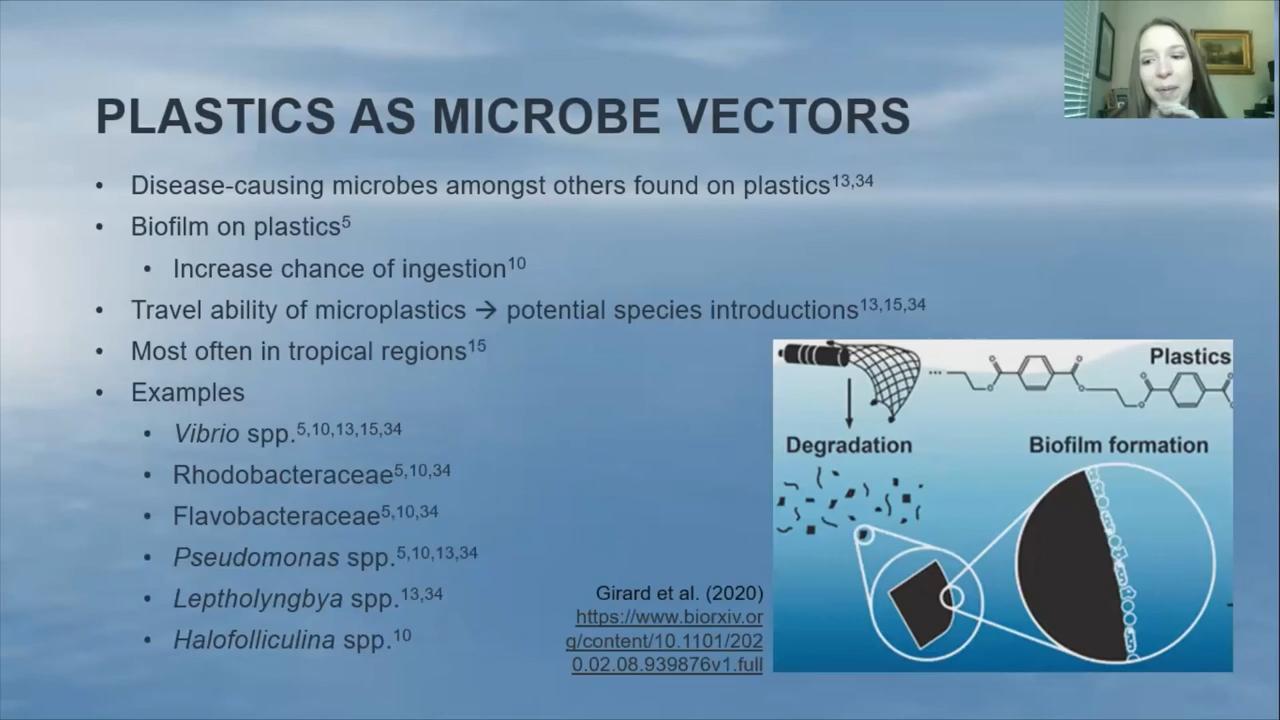 PLASTICS AS MICROBE VECTORS
• Disease-causing microbes amongst others found on plastics13,34
• Biofilm on plastics5
• Increase chance of ingestion10
• Travel ability of microplastics → potential species introductions13,15,34
• Most often in tropical regions15
• Examples
• Vibrio spp.5,10,13,15,34
• Rhodobacteraceae5,10,34
• Flavobacteraceae5,10,34
• Pseudomonas spp.5,10,13,34
• Leptholyngbya spp.13,34
• Halofolliculina spp.10
Girard et al. (2020)
https://www.biorxiv.or
g/content/10.1101/202
0.02.08.939876v1.full
Plastics
... O O O O O O
Degradation
Biofilm formation